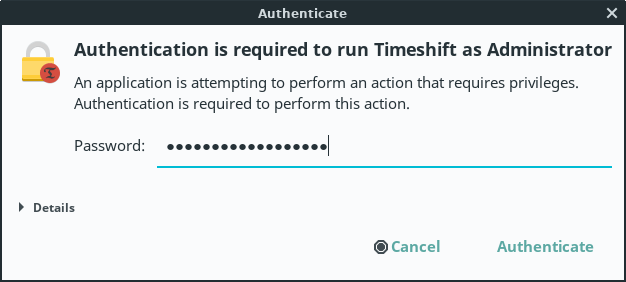 Authenticate
Authentication is required to run Timeshift as Administrator
An application is attempting to perform an action that requires privileges.
Authentication is required to perform this action.
Password: ••••••••••••••••••
Details
Cancel Authenticate